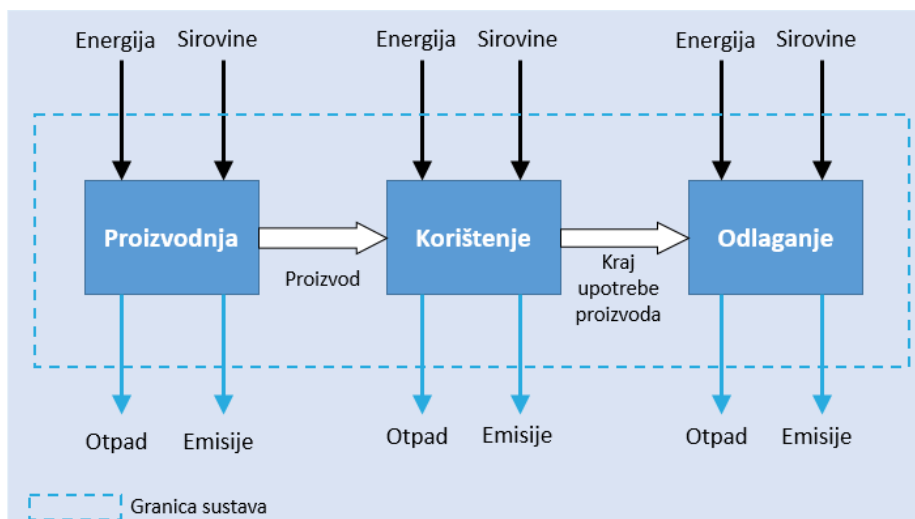 Energija Sirovine Energija Sirovine Energija Sirovine
Proizvodnja Korištenje Odlaganje
Proizvod
Kraj
upotrebe
proizvoda
Otpad Emisije Otpad Emisije Otpad Emisije
Granica sustava